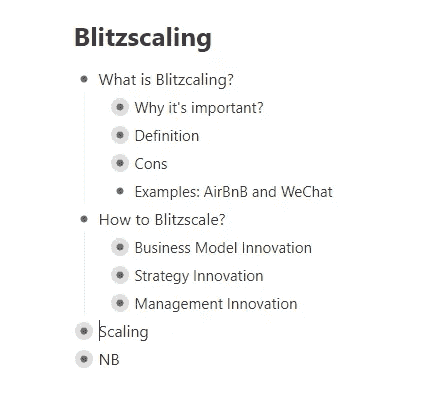 Blitzscaling
What is Blitzcaling?
Why it's important?
Definition
Cons
Examples: AirBnB and WeChat
How to Blitzscale?
Business Model Innovation
Strategy Innovation
Management Innovation
Scaling
NB